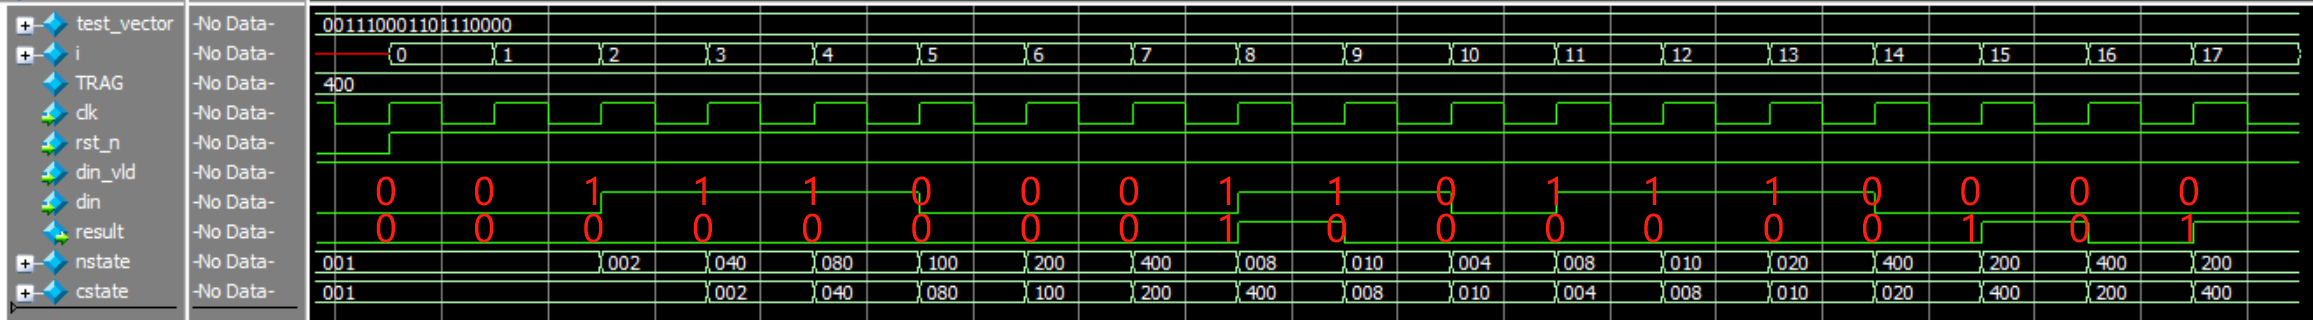 test_vector -No Data- 001110001101110000
i -No Data- 0 1 2 3 4 5 6 7 8 9 10 11 12 13 14 15 16 17
TRAG -No Data- 400
clk -No Data-
rst_n -No Data-
din_vld -No Data-
din -No Data- 0 0 1 1 1 0 0 0 1 1 0 1 1 1 0 0 0 0
result -No Data- 0 0 0 0 0 0 0 0 1 0 0 0 0 0 0 1 0 1
nstate -No Data- 001 002 040 080 100 200 400 008 010 004 008 010 020 400 200 400 200
cstate -No Data- 001 002 040 080 100 200 400 008 010 004 008 010 020 400 200 400